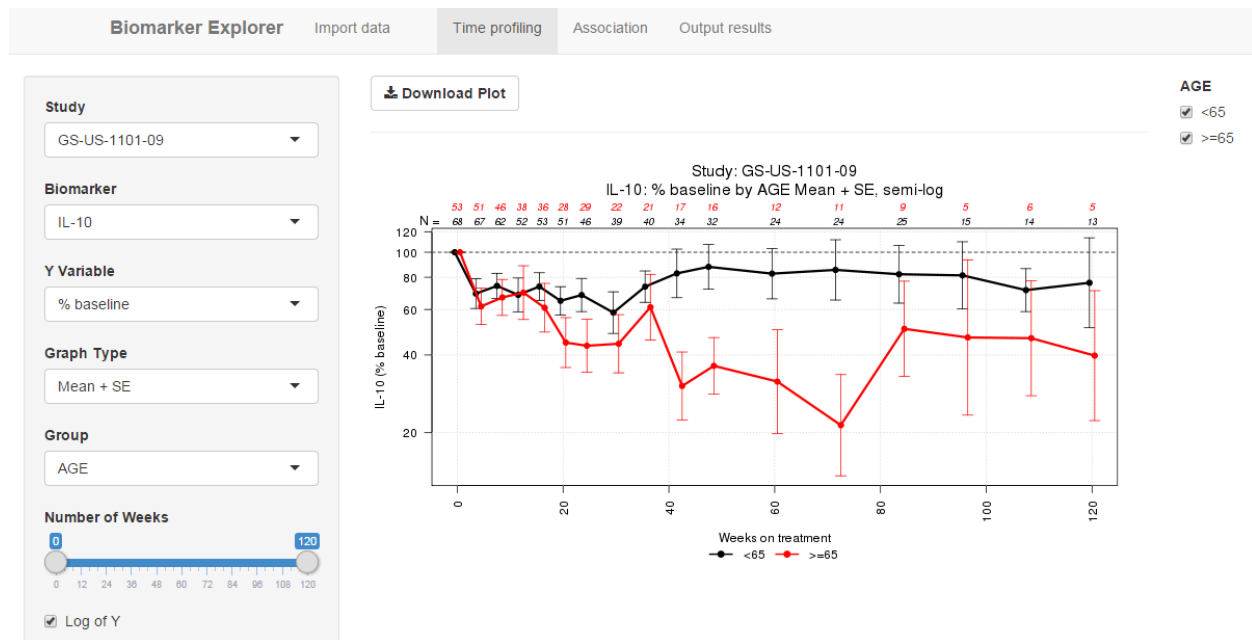 Biomarker Explorer Import data Time profiling Association Output results
Study
GS-US-1101-09
Biomarker
IL-10
Y Variable
% baseline
Graph Type
Mean + SE
Group
AGE
Number of Weeks
0 120
0 12 24 36 48 60 72 84 96 108 120
Log of Y
Download Plot
Study: GS-US-1101-09
IL-10: % baseline by AGE Mean + SE, semi-log
53 51 46 38 36 28 29 22 21 17 16 12 11 9 5 6 5
N = 68 67 62 52 53 51 46 39 40 34 32 24 24 25 15 14 13
120
100
80
60
40
20
IL-10 (% baseline)
0 20 40 60 80 100 120
Weeks on treatment
<65 >=65
AGE
<65
>=65